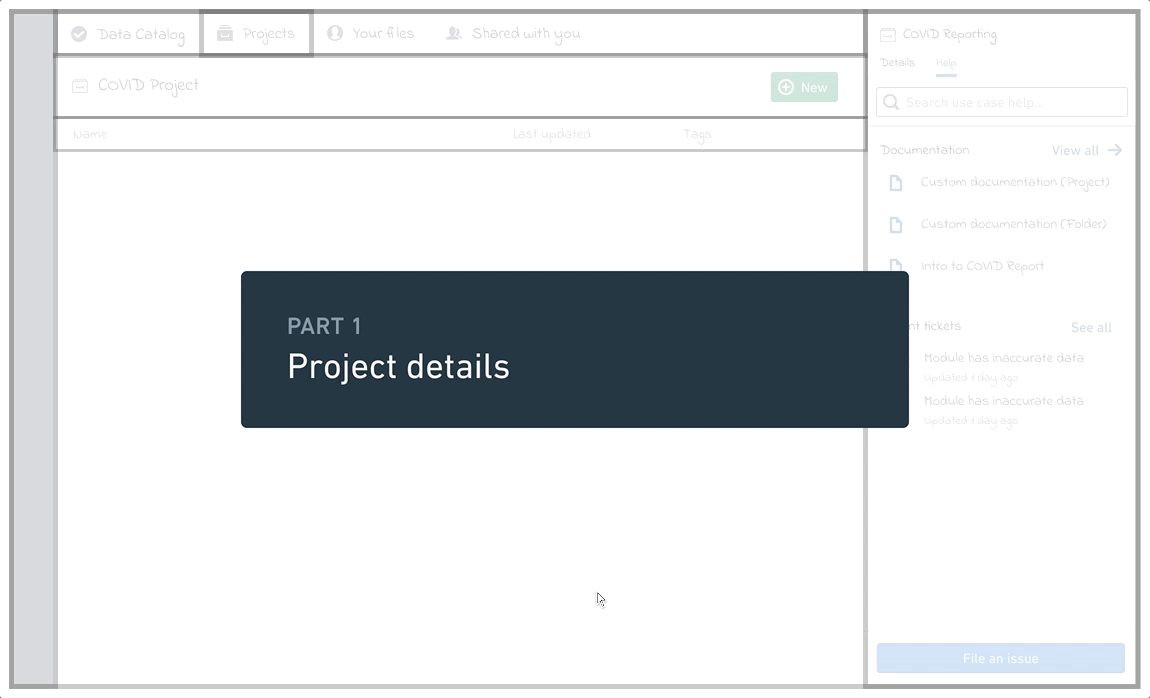 Data Catalog
Projects
Your files
Shared with you
COVID Project
New
Name
Last updated
Tags
PART 1
Project details
COVID Reporting
Details
Help
Search use case help...
Documentation
View all
Custom documentation (Project)
Custom documentation (Folder)
Intro to COVID Report
tickets
See all
Module has inaccurate data
Updated 1 day ago
Module has inaccurate data
Updated 1 day ago
File an issue